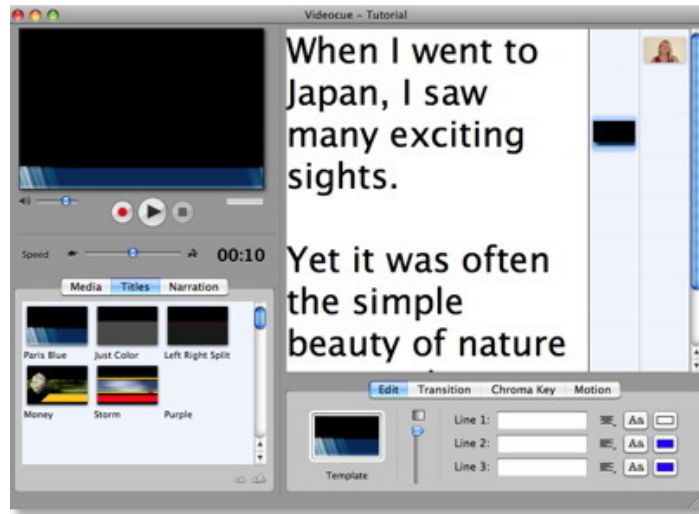 Videocue - Tutorial
When I went to
Japan, I saw
many exciting
sights.
Yet it was often
the simple
beauty of nature
Speed 00:10
Media Titles Narration
Paris Blue Just Color Left Right Split
Money Storm Purple
Edit Transition Chroma Key Motion
Template
Line 1: Aa
Line 2: Aa
Line 3: Aa